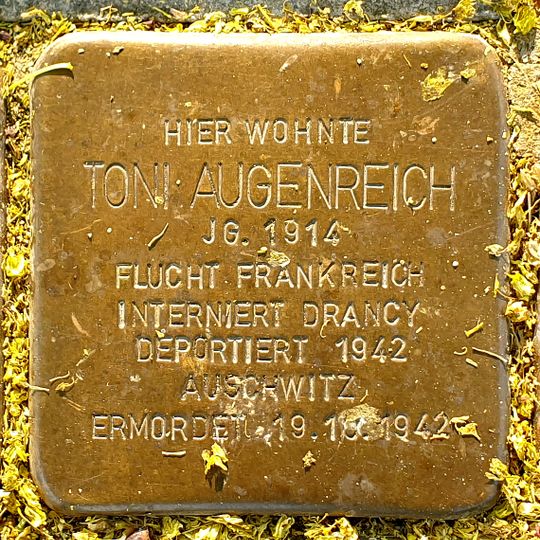 HIER WOHNTE
TONI AUGENREICH
JG. 1914
FLUCHT FRANKREICH
INTERNIERT DRANCY
DEPORTIERT 1942
AUSCHWITZ
ERMORDET